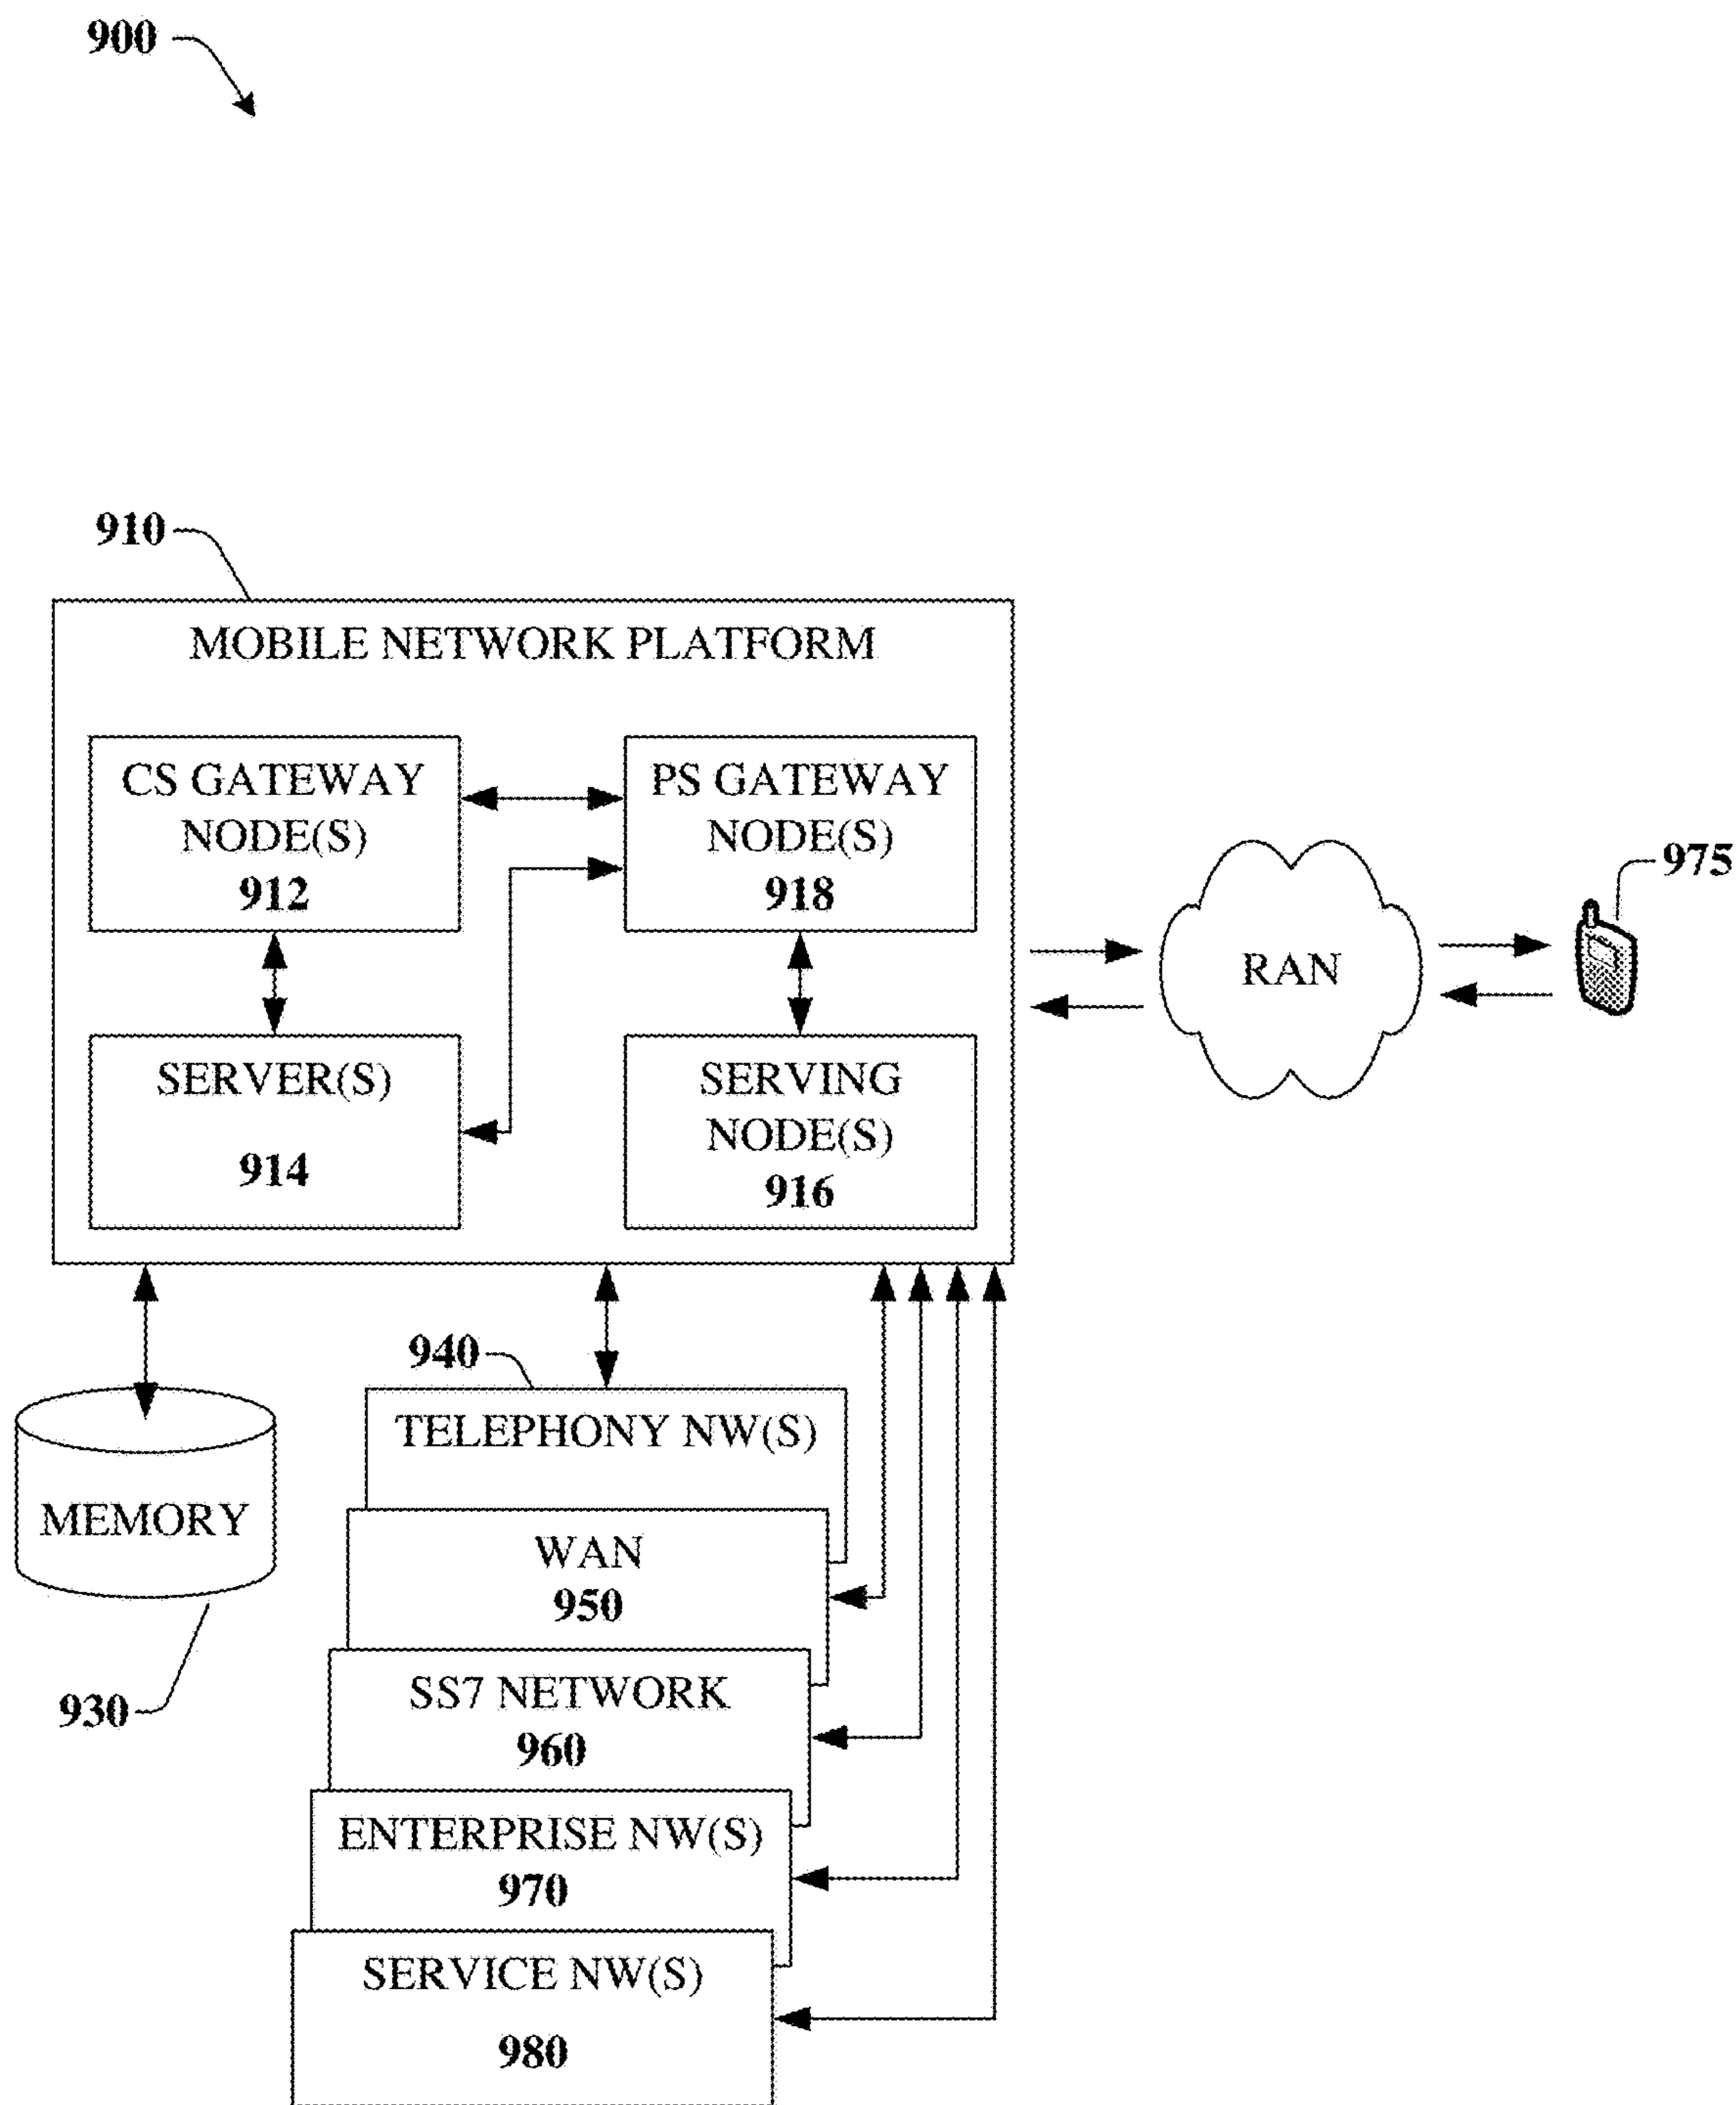 900
910
MOBILE NETWORK PLATFORM
CS GATEWAY
NODE(S)
912
PS GATEWAY
NODE(S)
918
SERVER(S)
914
SERVING
NODE(S)
916
RAN
975
940
TELEPHONY NW(S)
MEMORY
930
WAN
950
SS7 NETWORK
960
ENTERPRISE NW(S)
970
SERVICE NW(S)
980